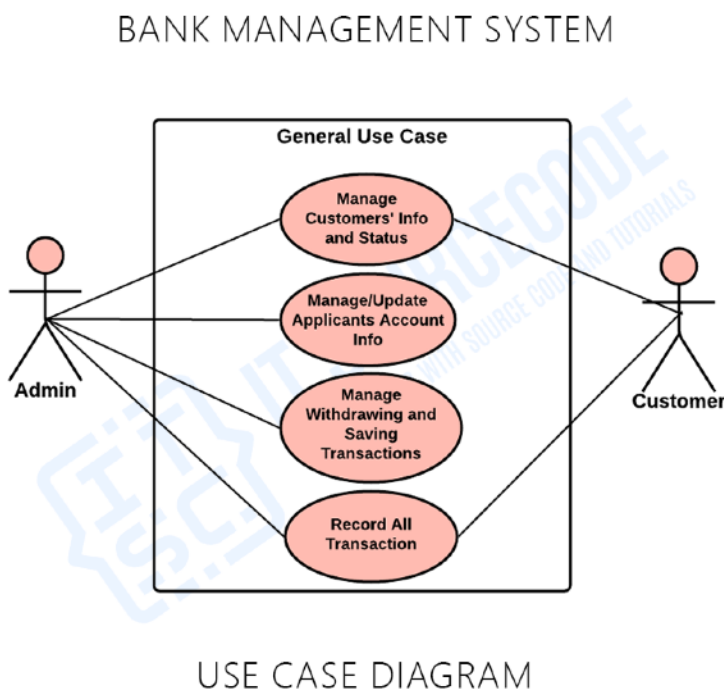 BANK MANAGEMENT SYSTEM
General Use Case
Manage
Customers' Info
and Status
Manage/Update
Applicants Account
Info
Manage
Withdrawing and
Saving
Transactions
Record All
Transaction
Admin
Customer
USE CASE DIAGRAM